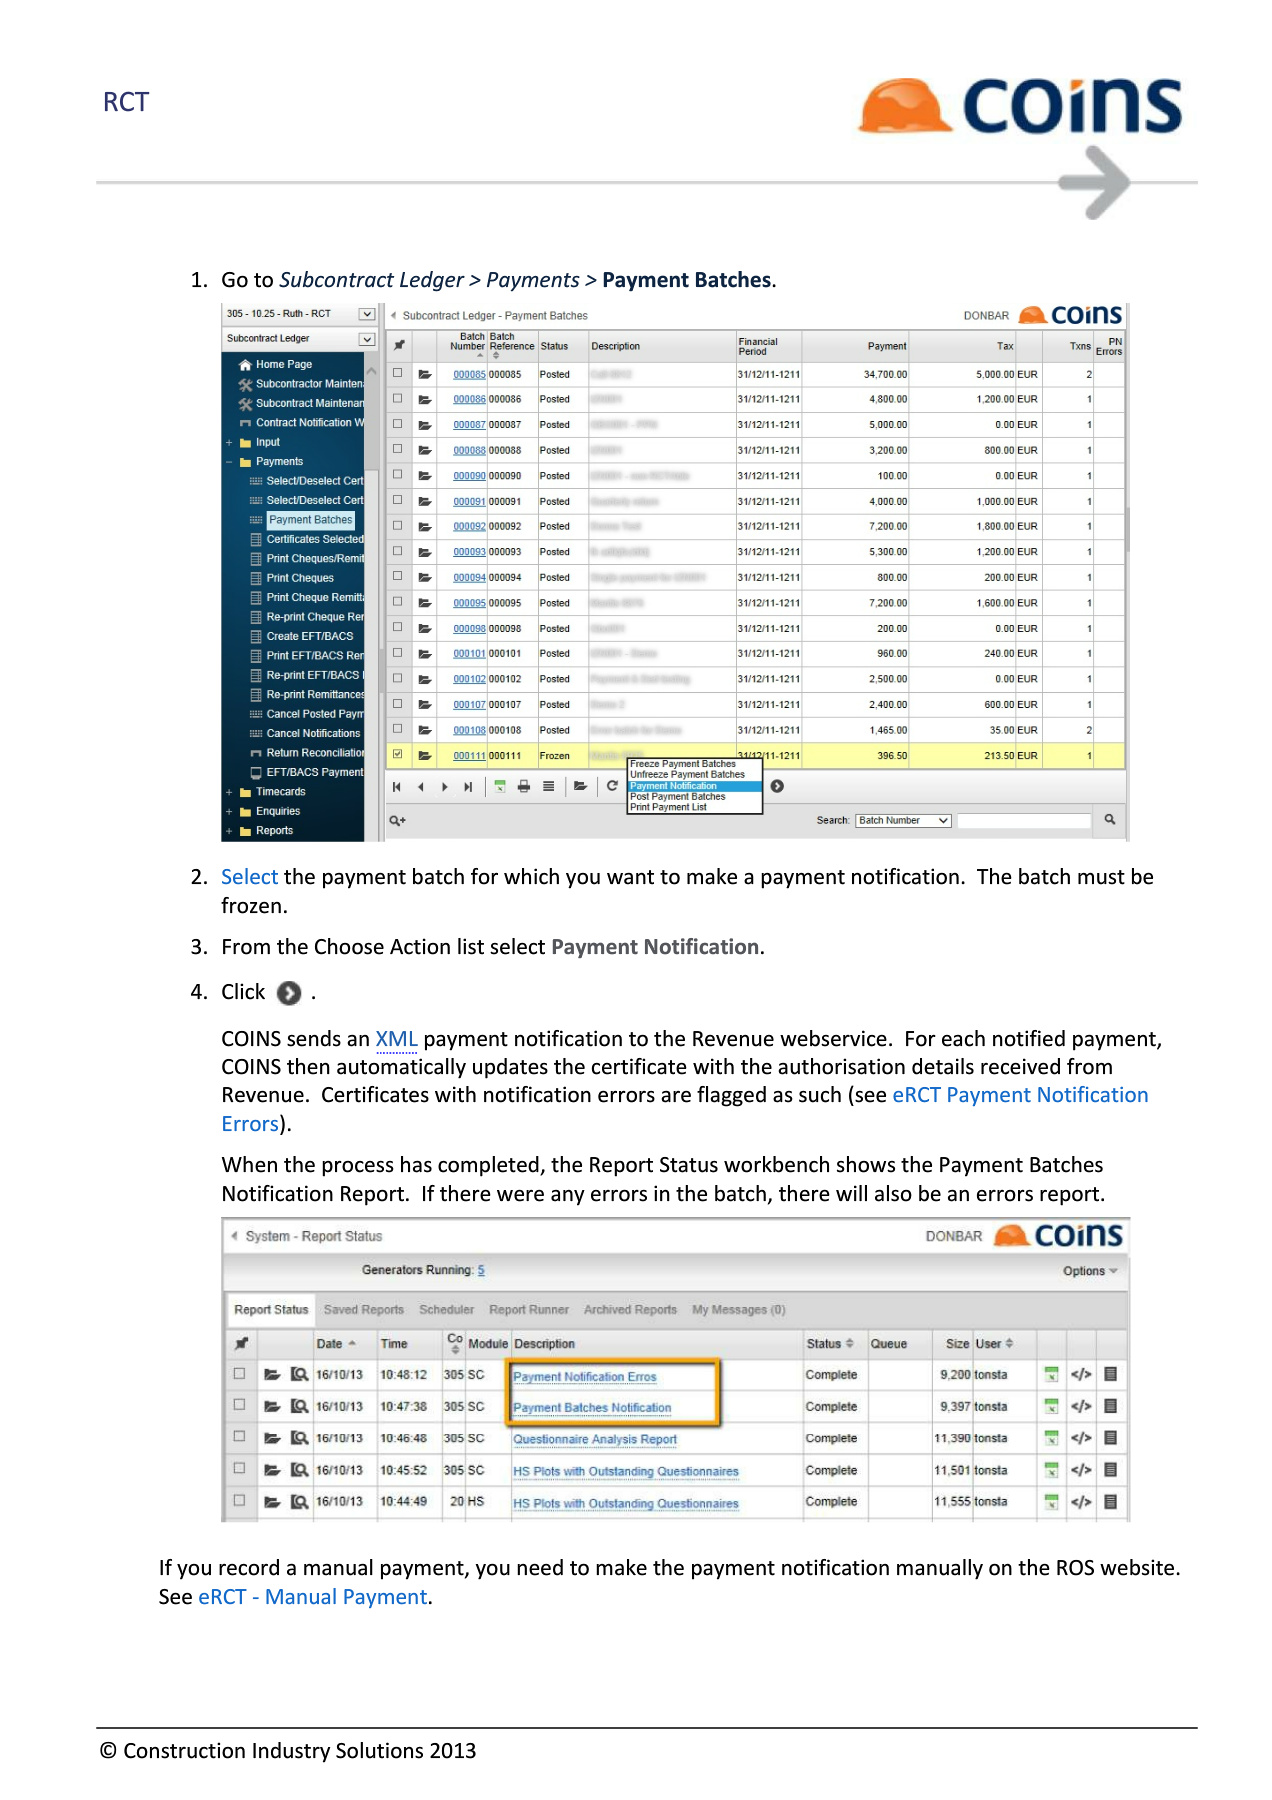 RCT
COINS
1. Go to Subcontract Ledger > Payments > Payment Batches.
305 - 10.25 - Ruth - RCT
Subcontract Ledger
Home Page
Subcontractor Mainten
Subcontract Maintenan
Contract Notification W
+ Input
- Payments
Select/Deselect Cert
Select/Deselect Cert
Payment Batches
Certificates Selected
Print Cheques/Remit
Print Cheques
Print Cheque Remitt
Re-print Cheque Rer
Create EFT/BACS
Print EFT/BACS Rer
Re-print EFT/BACS
Re-print Remittances
Cancel Posted Paym
Cancel Notifications
Return Reconciliatior
EFT/BACS Payment
+ Timecards
+ Enquiries
+ Reports
Subcontract Ledger - Payment Batches DONBAR COINS
Batch Number Batch Reference Status Description Financial Period Payment Tax Txns PN Errors
000085 000085 Posted 31/12/11-1211 34,700.00 5,000.00 EUR 2
000086 000086 Posted 31/12/11-1211 4,800.00 1,200.00 EUR 1
000087 000087 Posted 31/12/11-1211 5,000.00 0.00 EUR 1
000088 000088 Posted 31/12/11-1211 3,200.00 800.00 EUR 1
000090 000090 Posted 31/12/11-1211 100.00 0.00 EUR 1
000091 000091 Posted 31/12/11-1211 4,000.00 1,000.00 EUR 1
000092 000092 Posted 31/12/11-1211 7,200.00 1,800.00 EUR 1
000093 000093 Posted 31/12/11-1211 5,300.00 1,200.00 EUR 1
000094 000094 Posted 31/12/11-1211 800.00 200.00 EUR 1
000095 000095 Posted 31/12/11-1211 7,200.00 1,600.00 EUR 1
000098 000098 Posted 31/12/11-1211 200.00 0.00 EUR 1
000101 000101 Posted 31/12/11-1211 960.00 240.00 EUR 1
000102 000102 Posted 31/12/11-1211 2,500.00 0.00 EUR 1
000107 000107 Posted 31/12/11-1211 2,400.00 600.00 EUR 1
000108 000108 Posted 31/12/11-1211 1,465.00 35.00 EUR 2
000111 000111 Frozen 31/12/11-1211 396.50 213.50 EUR 1
Freeze Payment Batches
Unfreeze Payment Batches
Payment Notification
Post Payment Batches
Print Payment List
Search: Batch Number
2. Select the payment batch for which you want to make a payment notification. The batch must be
frozen.
3. From the Choose Action list select Payment Notification.
4. Click .
COINS sends an XML payment notification to the Revenue webservice. For each notified payment,
COINS then automatically updates the certificate with the authorisation details received from
Revenue. Certificates with notification errors are flagged as such (see eRCT Payment Notification
Errors).
When the process has completed, the Report Status workbench shows the Payment Batches
Notification Report. If there were any errors in the batch, there will also be an errors report.
System - Report Status DONBAR COINS
Generators Running: 5 Options
Report Status Saved Reports Scheduler Report Runner Archived Reports My Messages (0)
Date Time Co Module Description Status Queue Size User
16/10/13 10:48:12 305 SC Payment Notification Erros Complete 9,200 tonsta </>
16/10/13 10:47:38 305 SC Payment Batches Notification Complete 9,397 tonsta </>
16/10/13 10:46:48 305 SC Questionnaire Analysis Report Complete 11,390 tonsta </>
16/10/13 10:45:52 305 SC HS Plots with Outstanding Questionnaires Complete 11,501 tonsta </>
16/10/13 10:44:49 20 HS HS Plots with Outstanding Questionnaires Complete 11,555 tonsta </>
If you record a manual payment, you need to make the payment notification manually on the ROS website.
See eRCT - Manual Payment.
© Construction Industry Solutions 2013